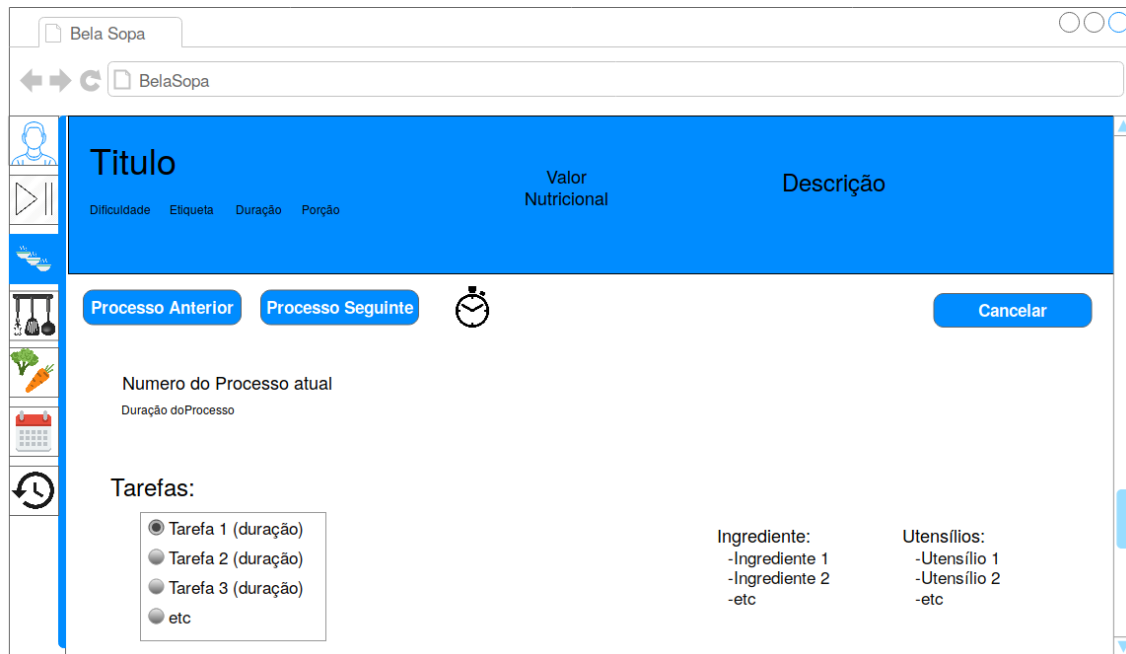 Bela Sopa
BelaSopa
Titulo
Dificuldade Etiqueta Duração Porção
Valor
Nutricional
Descrição
Processo Anterior
Processo Seguinte
Cancelar
Numero do Processo atual
Duração doProcesso
Tarefas:
Tarefa 1 (duração)
Tarefa 2 (duração)
Tarefa 3 (duração)
etc
Ingrediente:
-Ingrediente 1
-Ingrediente 2
-etc
Utensílios:
-Utensílio 1
-Utensílio 2
-etc